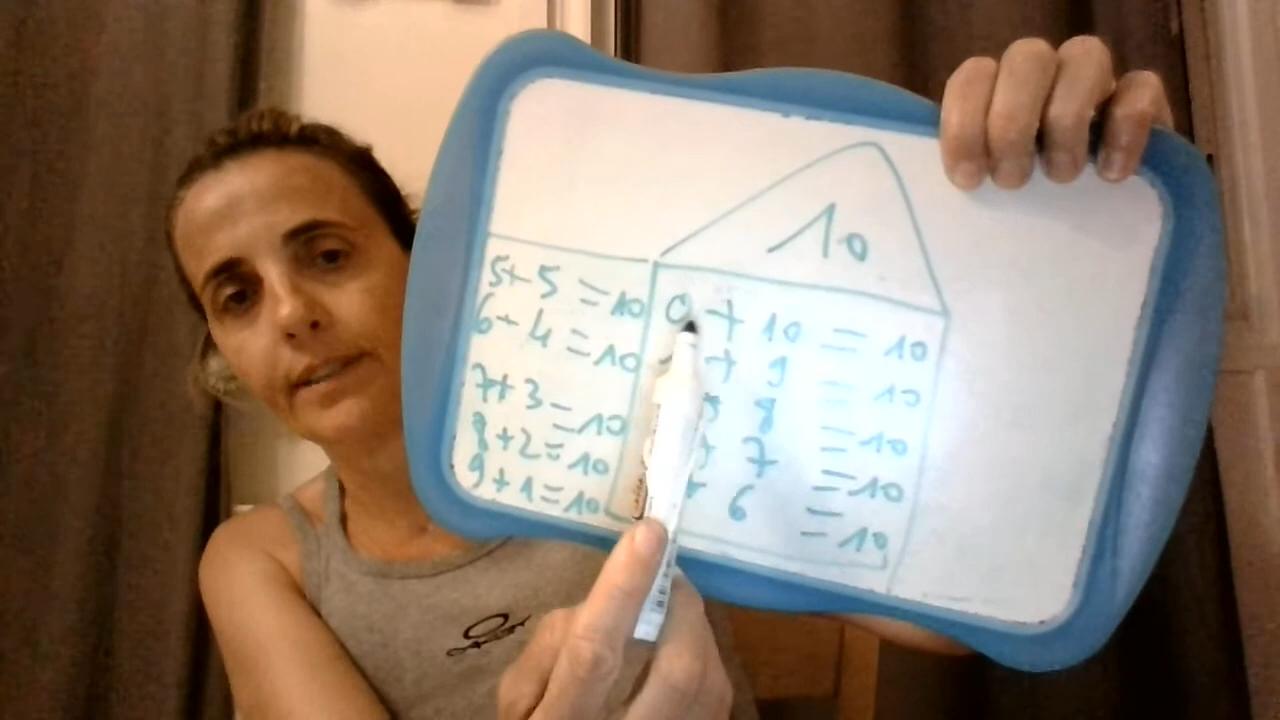 10
5+5=10
6+4=10
7+3=10
8+2=10
9+1=10
0+10=10
+ 9 = 10
8 = 10
+ 7 = 10
+ 6 = 10